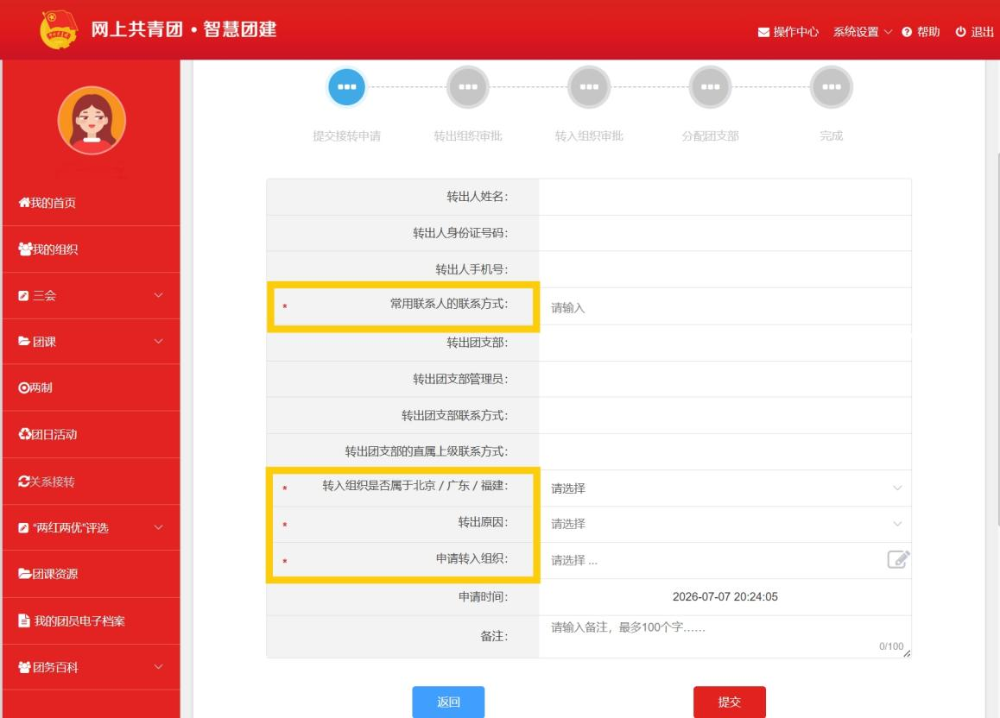 网上共青团·智慧团建
操作中心 系统设置 帮助 退出
提交接转申请 转出组织审批 转入组织审批 分配团支部 完成
我的首页
我的组织
三会
团课
两制
团日活动
关系接转
“两红两优”评选
团课资源
我的团员电子档案
团务百科
转出人姓名：
转出人身份证号码：
转出人手机号：
* 常用联系人的联系方式： 请输入
转出团支部：
转出团支部管理员：
转出团支部联系方式：
转出团支部的直属上级联系方式：
* 转入组织是否属于北京 / 广东 / 福建： 请选择
* 转出原因： 请选择
* 申请转入组织： 请选择 ...
申请时间： 2026-07-07 20:24:05
备注： 请输入备注，最多100个字……
0/100
返回 提交